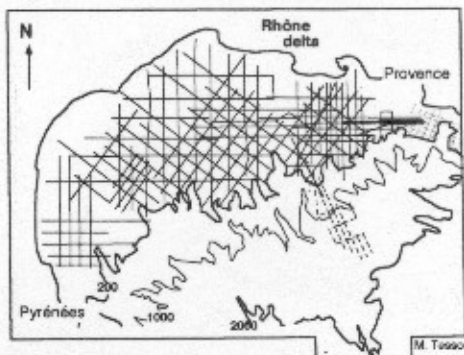 N
Rhône
delta
Provence
200
Pyrénées
1000
2000
M. Tesso